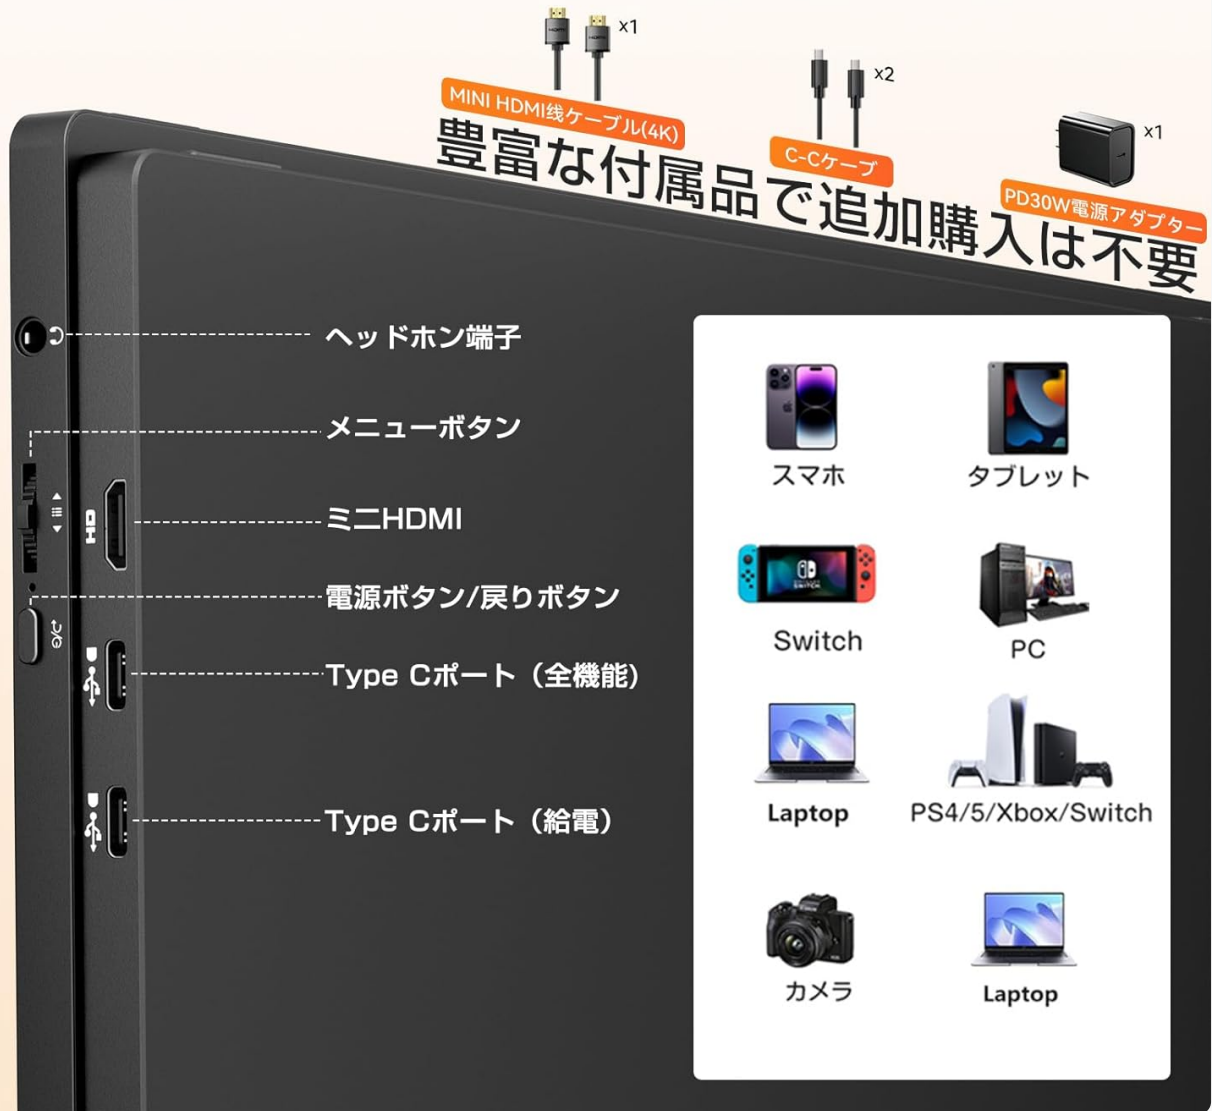 x1
MINI HDMI线ケーブル(4K)
x2
C-Cケーブ
x1
PD30W電源アダプター
豊富な付属品で追加購入は不要
ヘッドホン端子
メニューボタン
ミニHDMI
電源ボタン/戻りボタン
Type Cポート（全機能)
Type Cポート（給電）
HD
スマホ
タブレット
Switch
PC
Laptop
PS4/5/Xbox/Switch
カメラ
Laptop